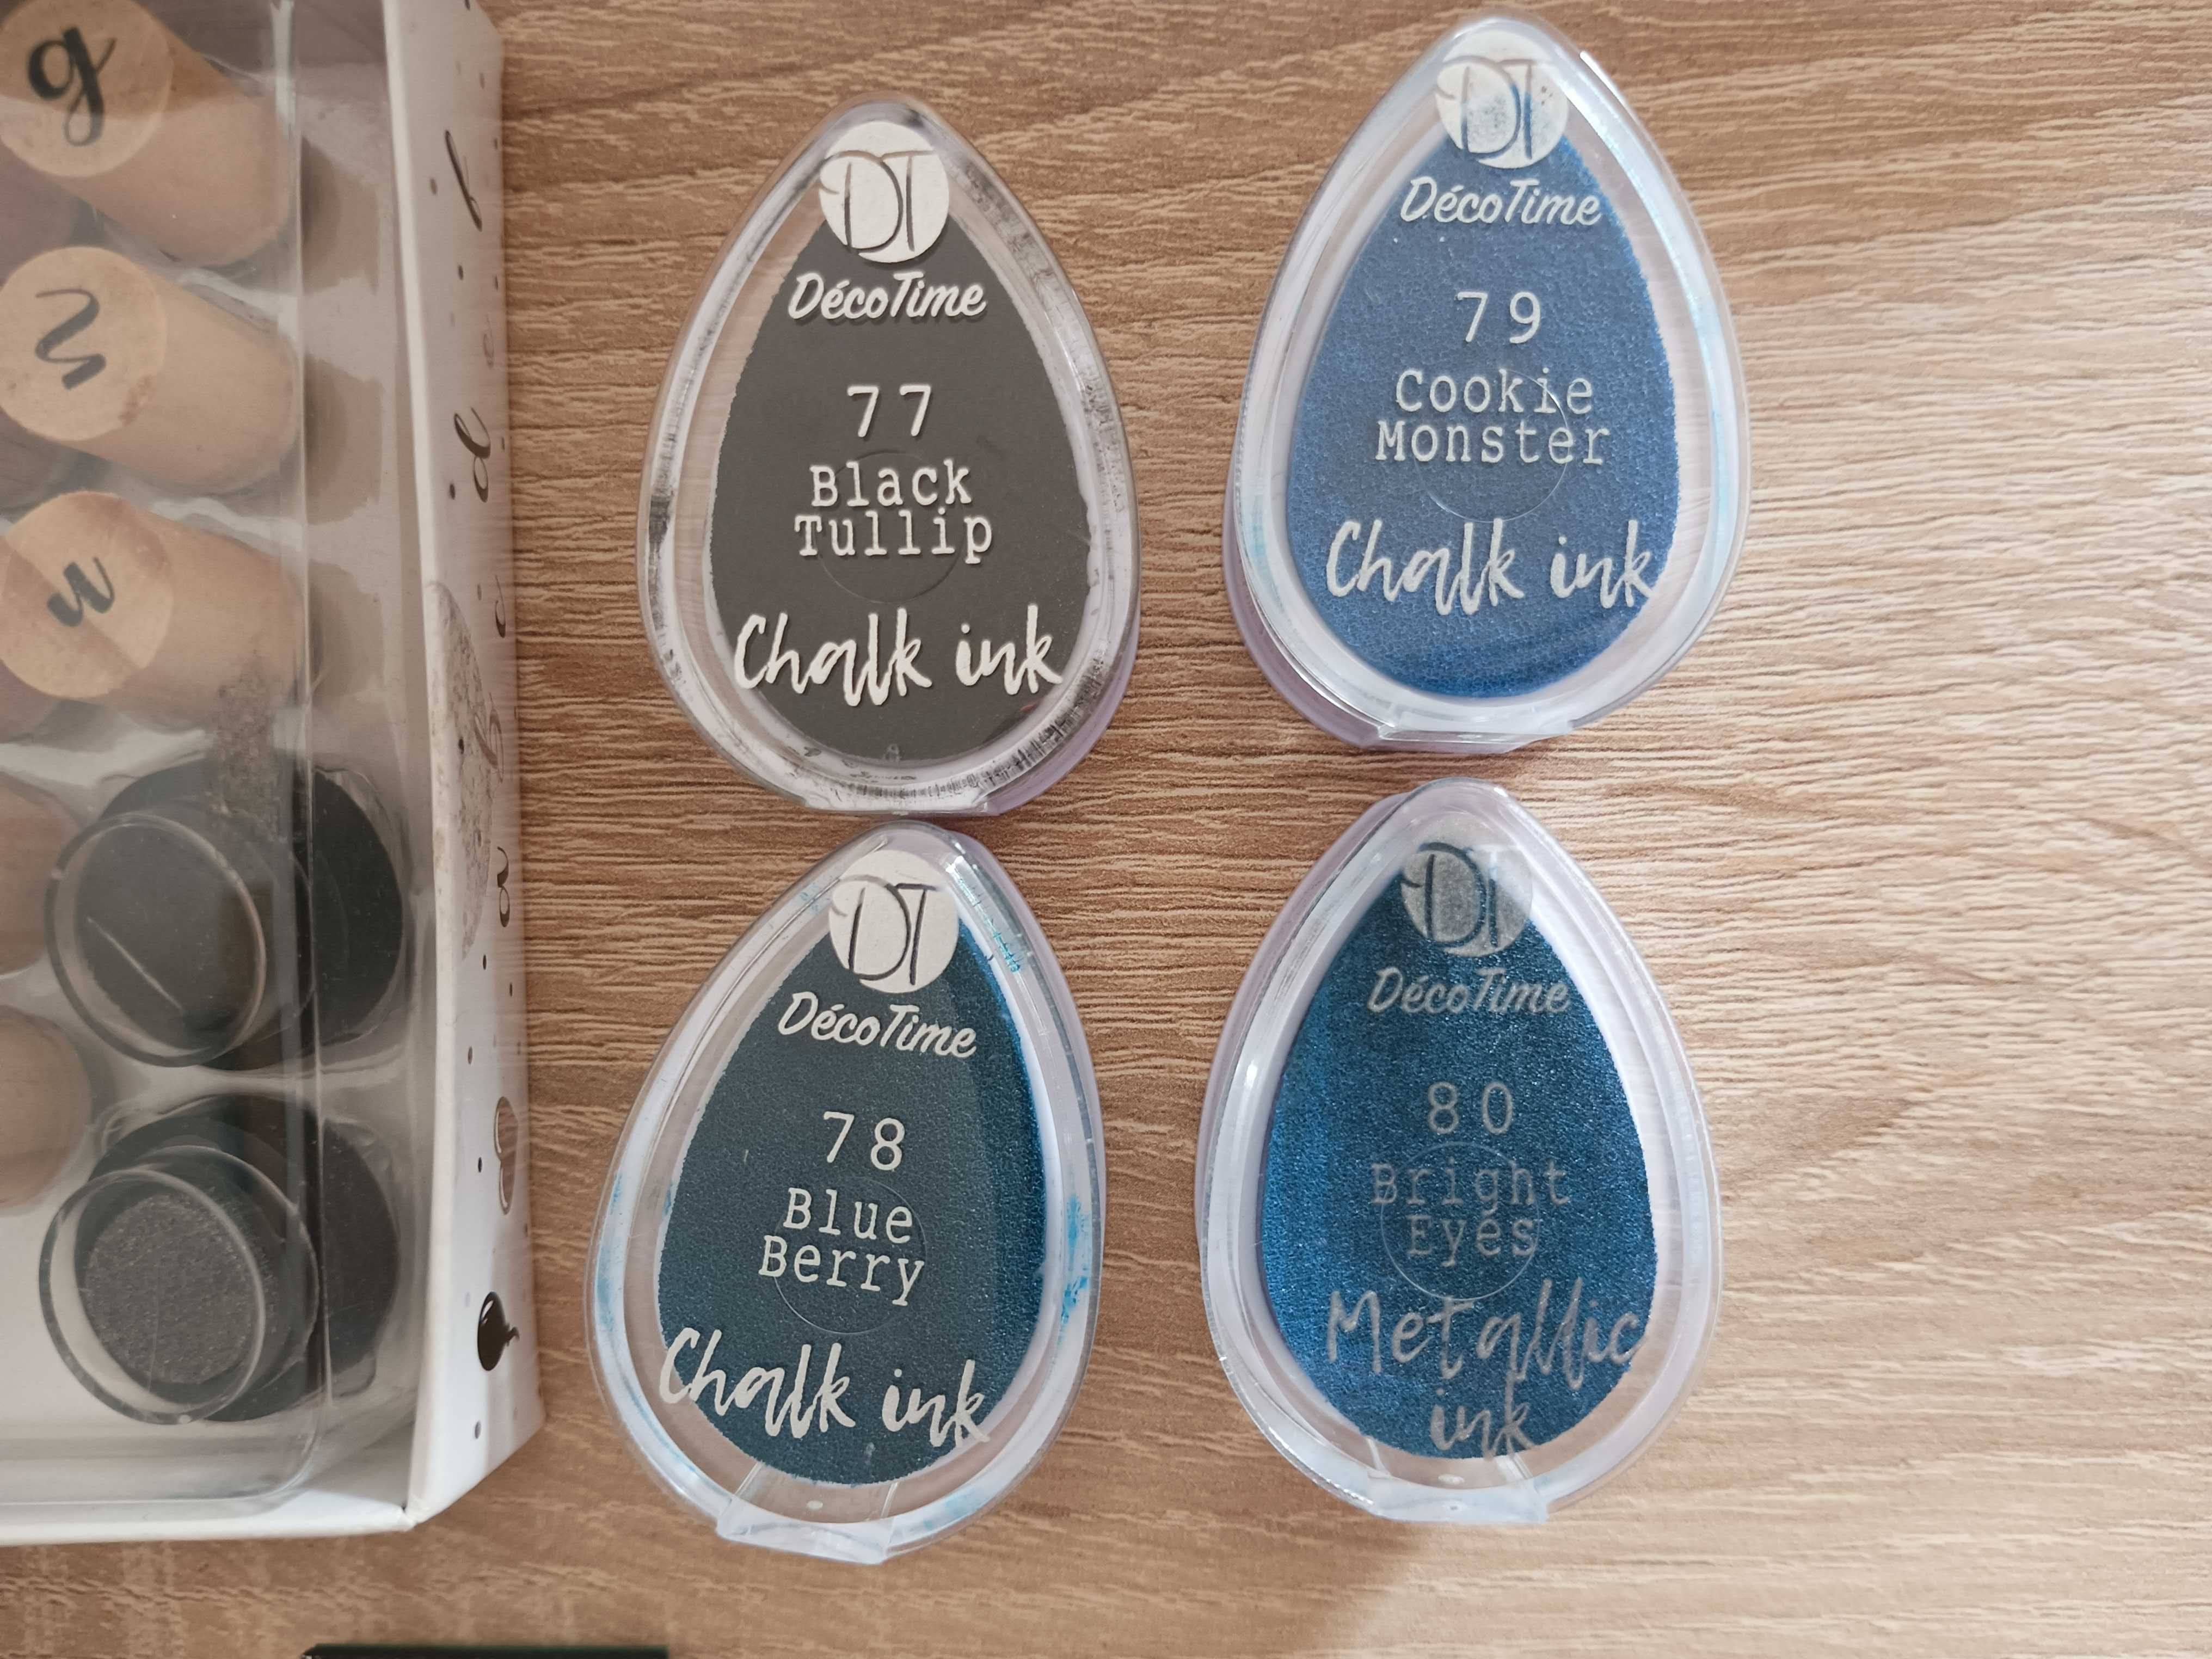 DT
DécoTime
77
Black
Tullip
Chalk ink
DT
DécoTime
79
Cookie
Monster
Chalk ink
DT
DécoTime
78
Blue
Berry
Chalk ink
DT
DécoTime
80
Bright
Eyes
Metallic
ink
g